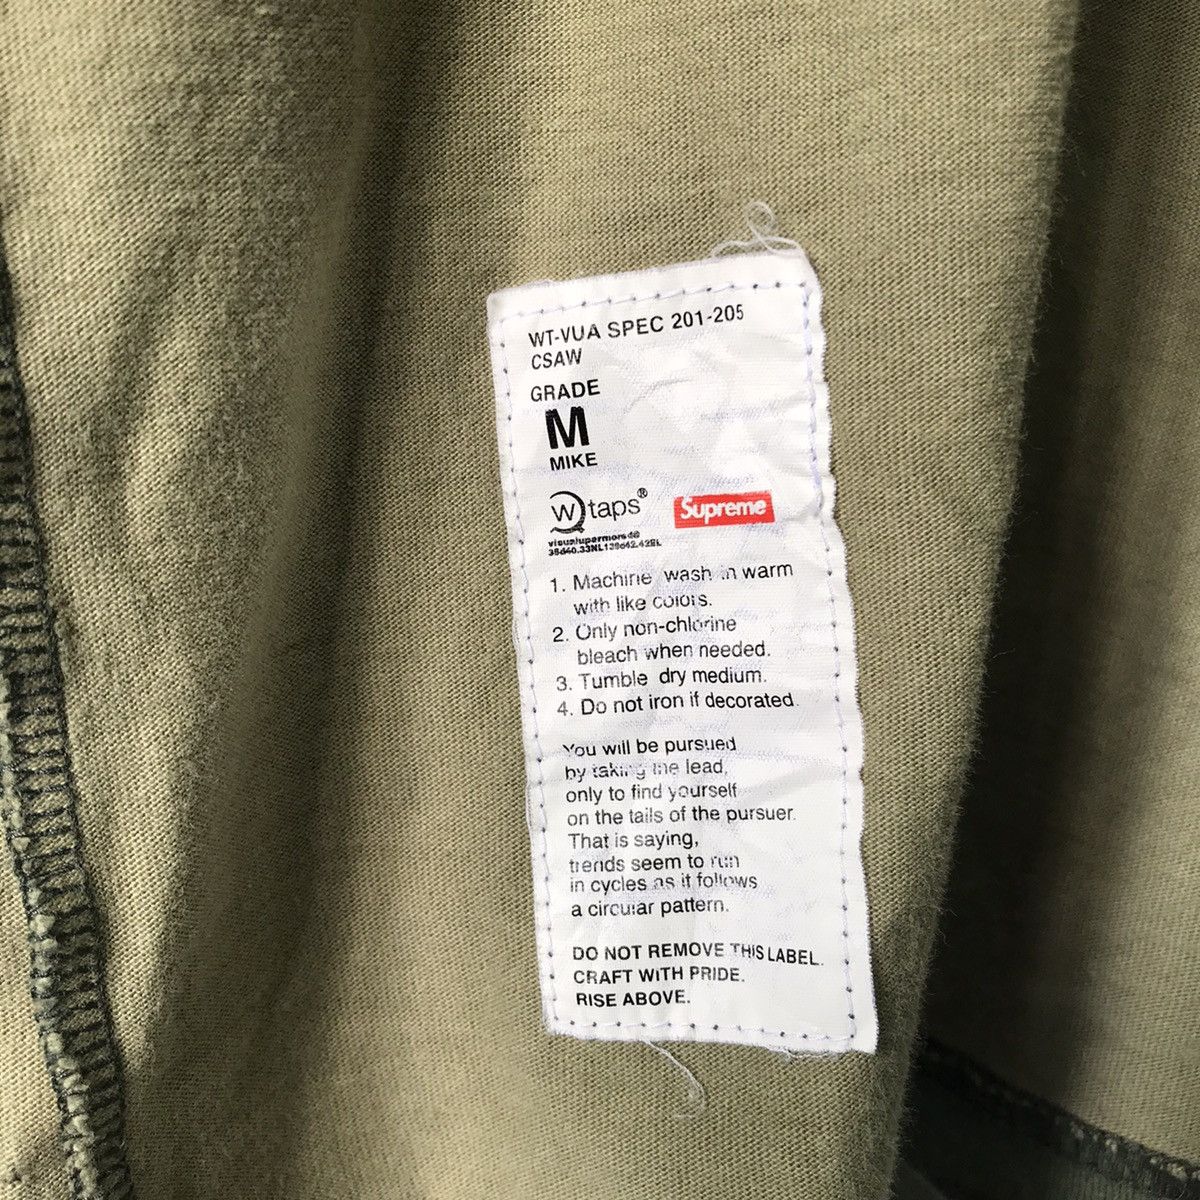 WT-VUA SPEC 201-205
CSAW
GRADE
M
MIKE
W taps®
Supreme
1. Machine wash in warm
with like colors.
2. Only non-chlorine
bleach when needed.
3. Tumble dry medium.
4. Do not iron if decorated.
You will be pursued
by taking the lead,
only to find yourself
on the tails of the pursuer.
That is saying,
trends seem to run
in cycles as it follows
a circular pattern.
DO NOT REMOVE THIS LABEL.
CRAFT WITH PRIDE.
RISE ABOVE.